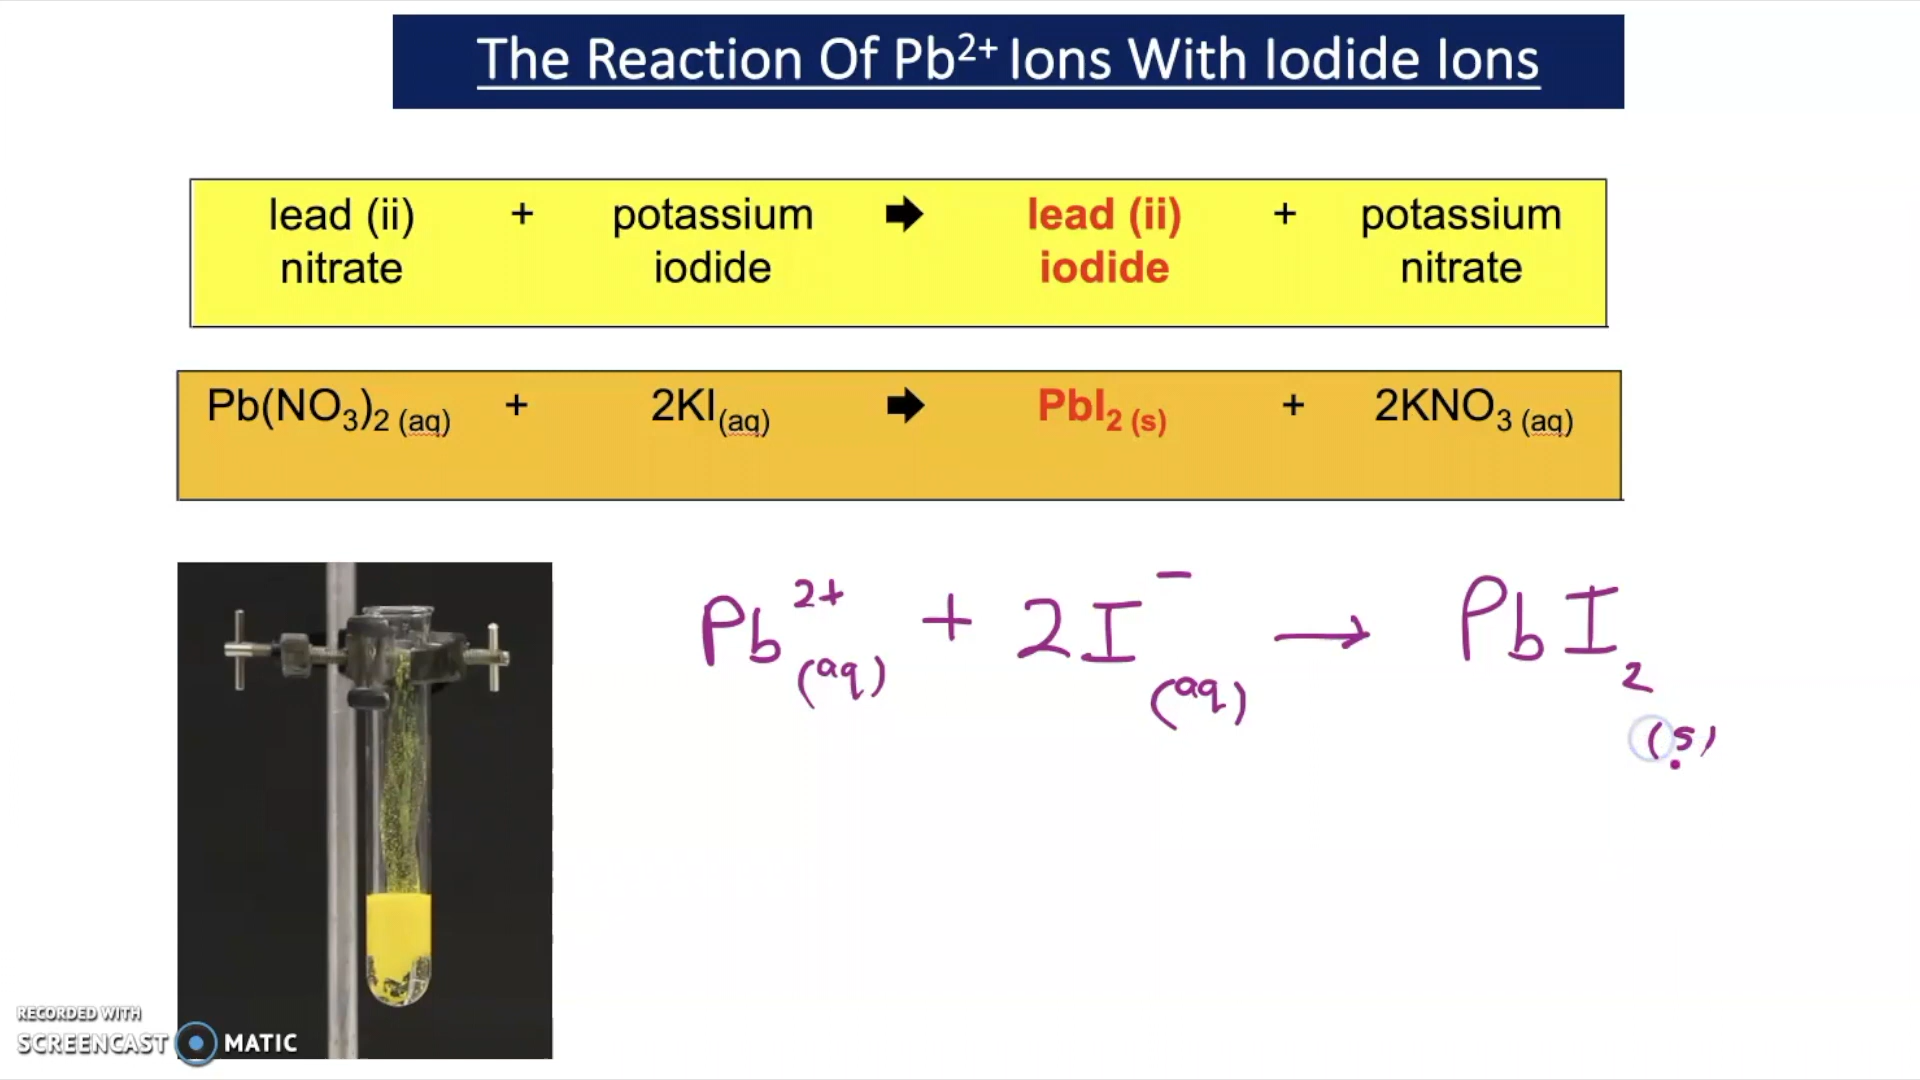 The Reaction Of Pb²⁺ Ions With Iodide Ions
lead (ii) + potassium ➡ lead (ii) + potassium
nitrate iodide iodide nitrate
Pb(NO₃)₂ (aq) + 2KI(aq) ➡ PbI₂ (s) + 2KNO₃ (aq)
Pb²⁺(aq) + 2I⁻(aq) → PbI₂(s)
RECORDED WITH
SCREENCAST MATIC